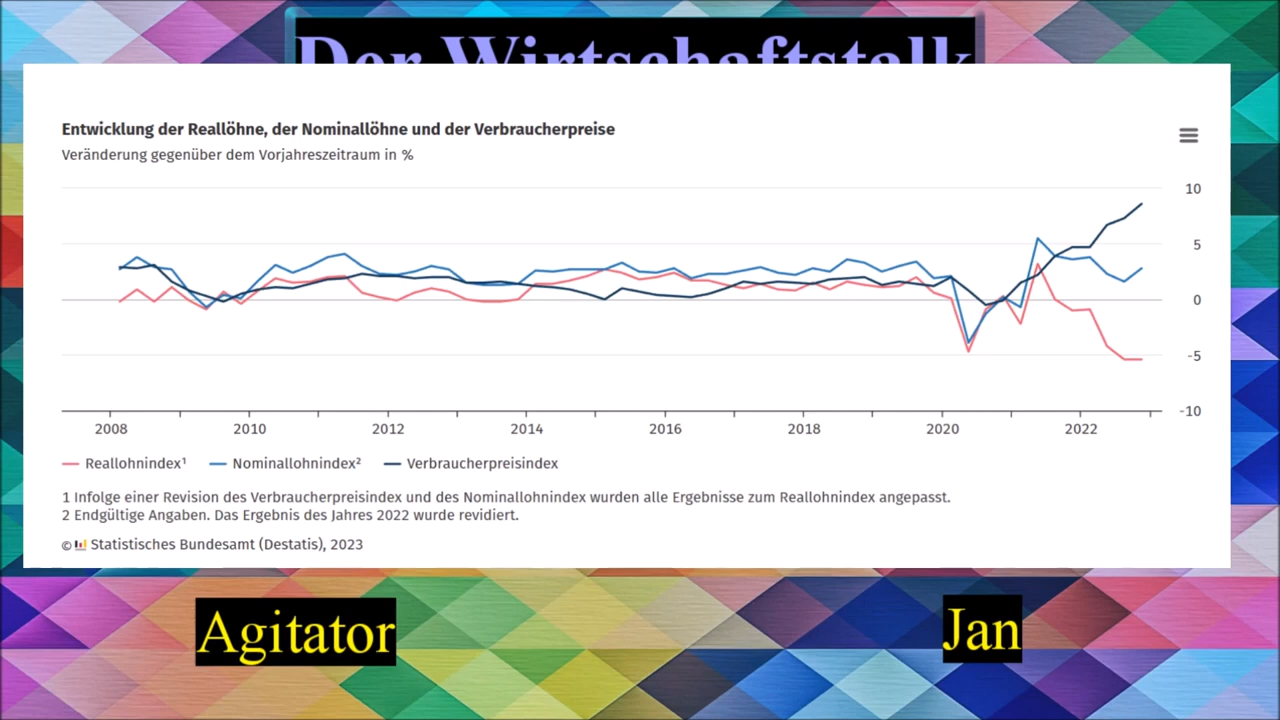 Der Wirtschaftstalk
Entwicklung der Reallöhne, der Nominallöhne und der Verbraucherpreise
Veränderung gegenüber dem Vorjahreszeitraum in %
10
5
0
-5
-10
2008 2010 2012 2014 2016 2018 2020 2022
Reallohnindex¹ Nominallohnindex² Verbraucherpreisindex
1 Infolge einer Revision des Verbraucherpreisindex und des Nominallohnindex wurden alle Ergebnisse zum Reallohnindex angepasst.
2 Endgültige Angaben. Das Ergebnis des Jahres 2022 wurde revidiert.
© Statistisches Bundesamt (Destatis), 2023
Agitator Jan